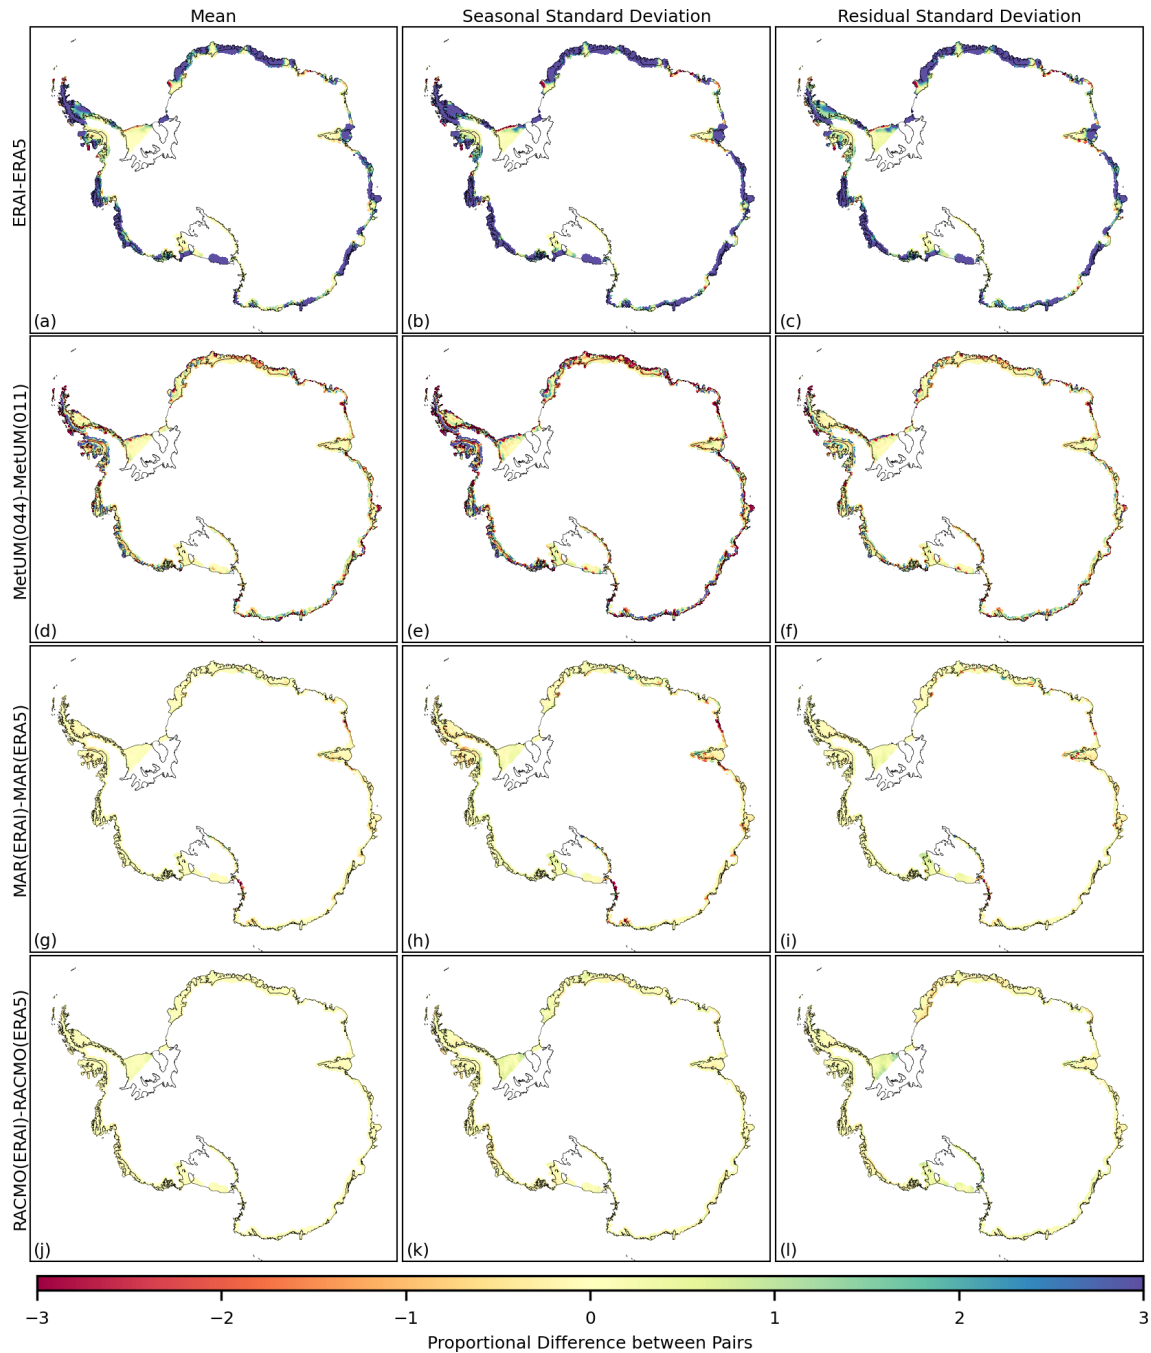 Mean
Seasonal Standard Deviation
Residual Standard Deviation
ERAI-ERA5
(a)
(b)
(c)
MetUM(044)-MetUM(011)
(d)
(e)
(f)
MAR(ERAI)-MAR(ERA5)
(g)
(h)
(i)
RACMO(ERAI)-RACMO(ERA5)
(j)
(k)
(l)
−3 −2 −1 0 1 2 3
Proportional Difference between Pairs